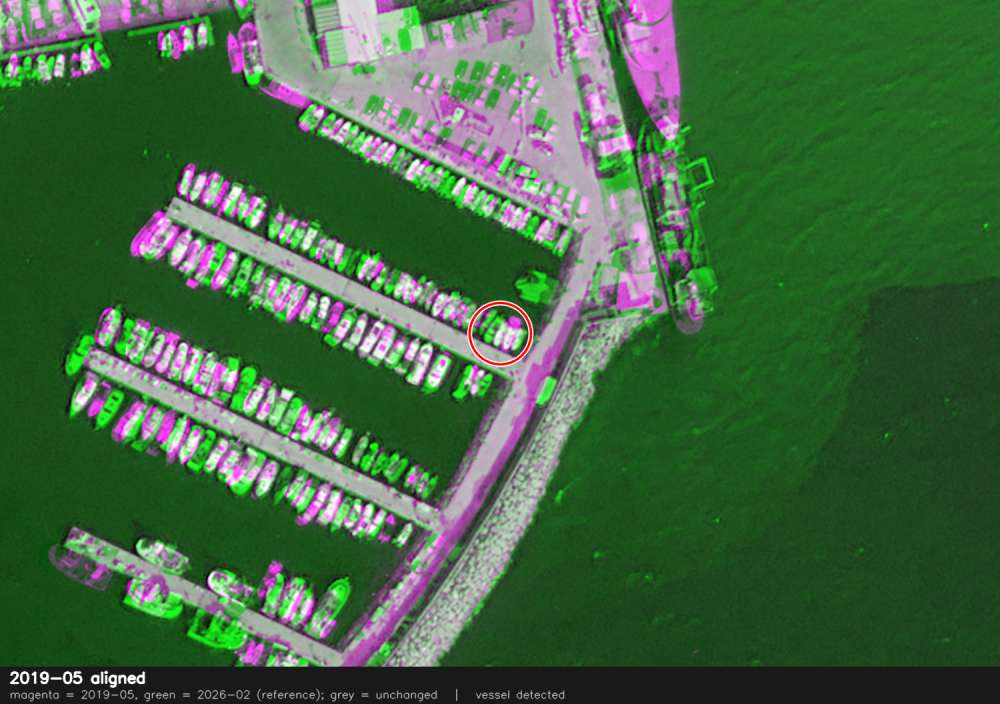 2019-05 aligned
magenta = 2019-05, green = 2026-02 (reference); grey = unchanged | vessel detected